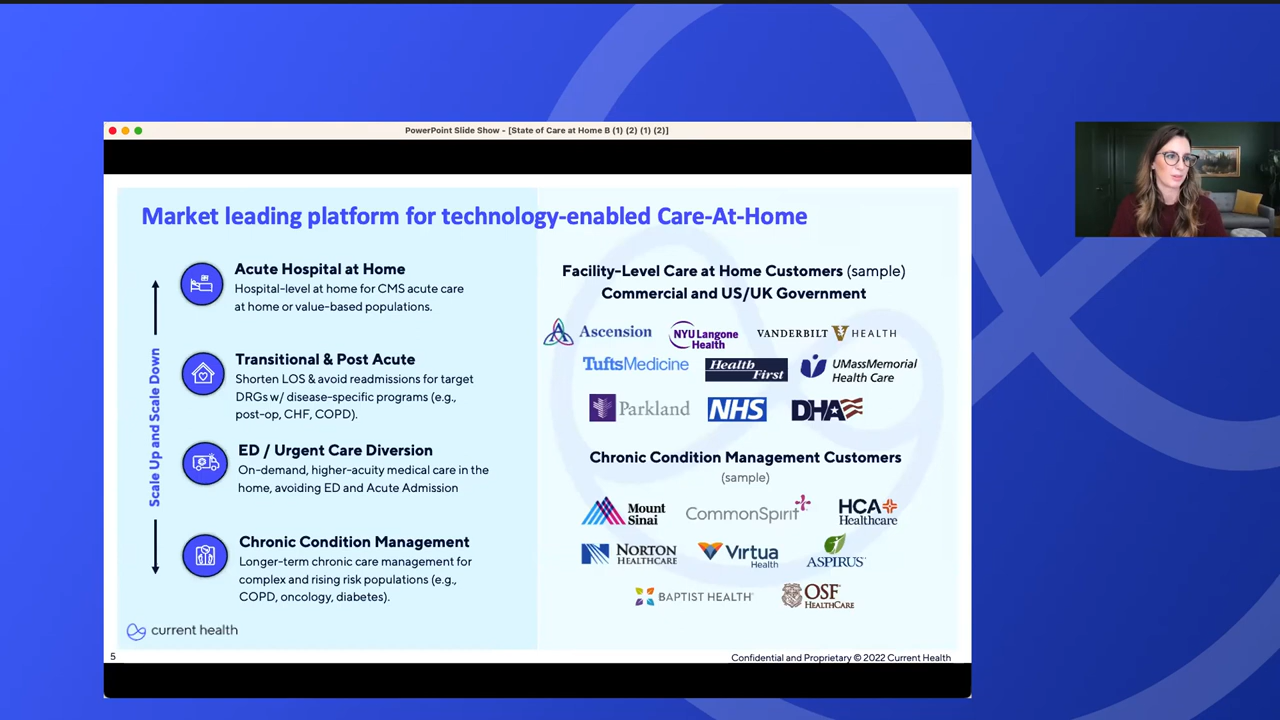 PowerPoint Slide Show - [State of Care at Home B (1) (2) (1) (2)]
Market leading platform for technology-enabled Care-At-Home
Scale Up and Scale Down
Acute Hospital at Home
Hospital-level at home for CMS acute care
at home or value-based populations.
Transitional & Post Acute
Shorten LOS & avoid readmissions for target
DRGs w/ disease-specific programs (e.g.,
post-op, CHF, COPD).
ED / Urgent Care Diversion
On-demand, higher-acuity medical care in the
home, avoiding ED and Acute Admission
Chronic Condition Management
Longer-term chronic care management for
complex and rising risk populations (e.g.,
COPD, oncology, diabetes).
current health
5
Facility-Level Care at Home Customers (sample)
Commercial and US/UK Government
Ascension
NYU Langone
Health
VANDERBILT V HEALTH
TuftsMedicine
Health
First
UMassMemorial
Health Care
Parkland
NHS
DHA
Chronic Condition Management Customers
(sample)
Mount
Sinai
CommonSpirit
HCA
Healthcare
NORTON
HEALTHCARE
Virtua
Health
ASPIRUS
BAPTIST HEALTH
OSF
HEALTHCARE
Confidential and Proprietary © 2022 Current Health